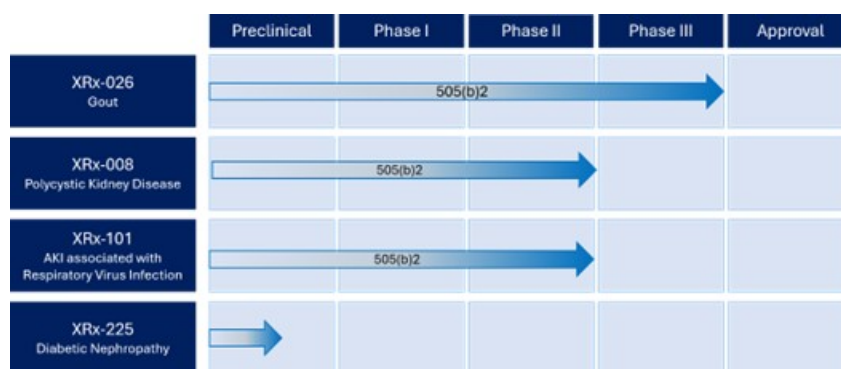 Preclinical Phase I Phase II Phase III Approval
XRx-026
Gout
505(b)2
XRx-008
Polycystic Kidney Disease
505(b)2
XRx-101
AKI associated with
Respiratory Virus Infection
505(b)2
XRx-225
Diabetic Nephropathy